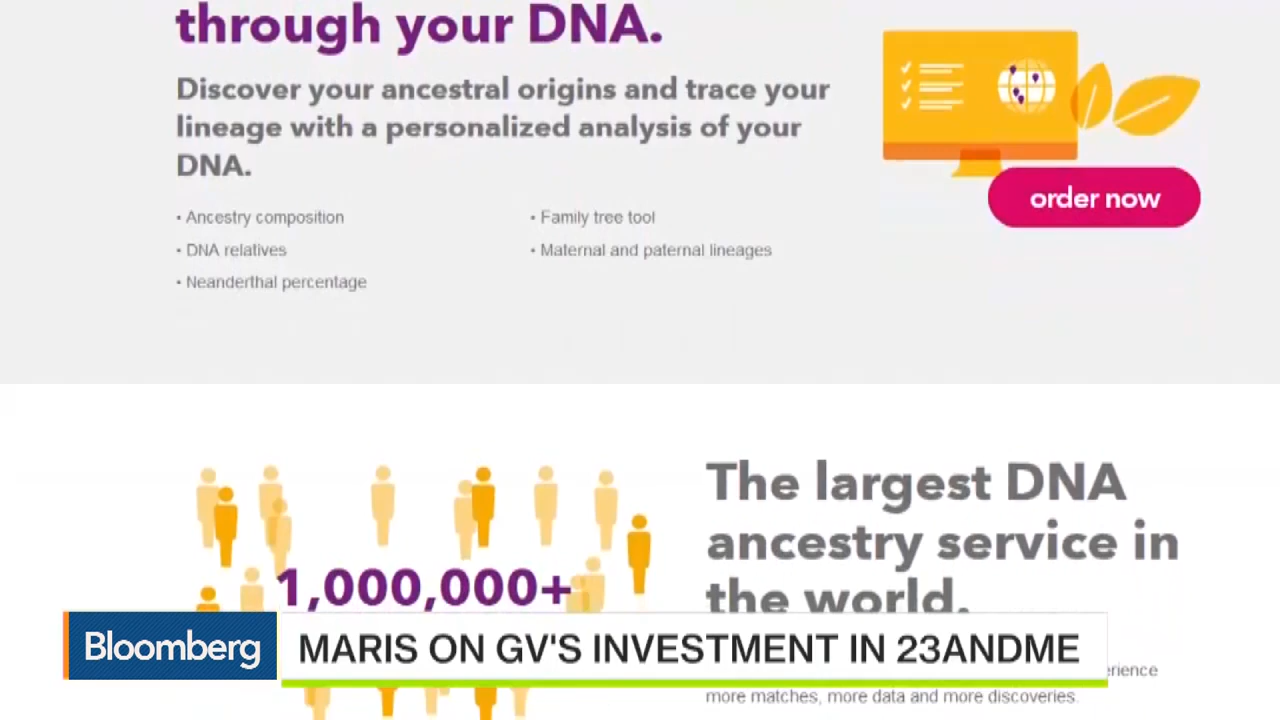 through your DNA.
Discover your ancestral origins and trace your
lineage with a personalized analysis of your
DNA.
• Ancestry composition
• Family tree tool
• DNA relatives
• Maternal and paternal lineages
• Neanderthal percentage
order now
The largest DNA
ancestry service in
the world.
1,000,000+
Bloomberg
MARIS ON GV'S INVESTMENT IN 23ANDME
more matches, more data and more discoveries.